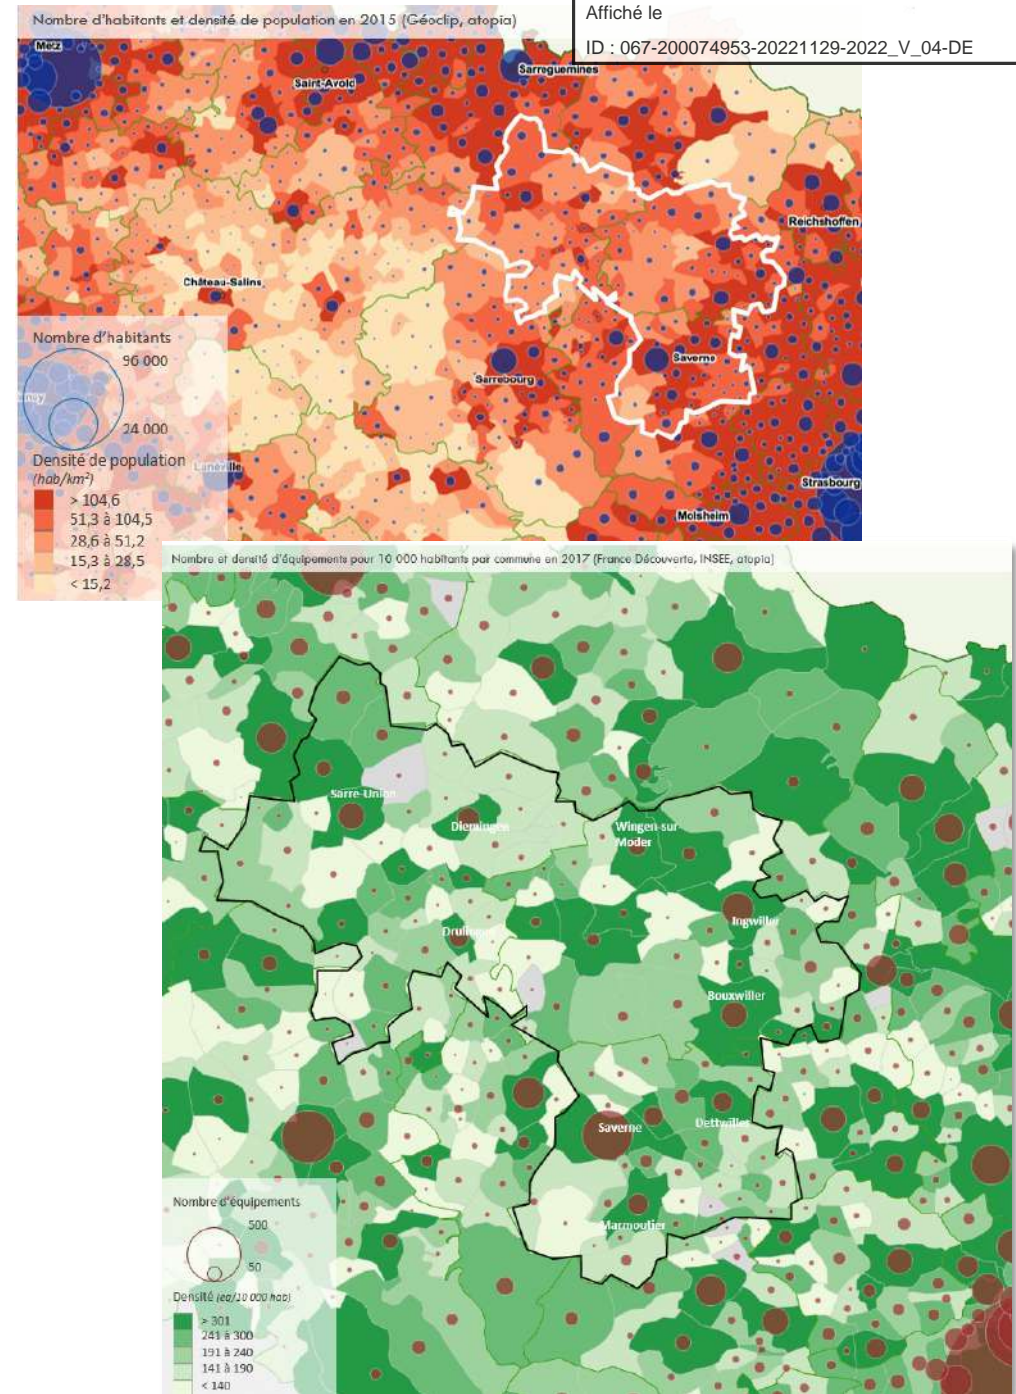 Affiché le
ID : 067-200074953-20221129-2022_V_04-DE
Nombre d'habitants et densité de population en 2015 (Géoclip, atopia)
Metz
Saint-Avold
Sarreguemines
Reichshoffen
Château-Salins
Sarrebourg
Saverne
Strasbourg
Molsheim
Lunéville
Nombre d'habitants
96 000
24 000
Densité de population
(hab/km²)
> 104,6
51,3 à 104,5
28,6 à 51,2
15,3 à 28,5
< 15,2
Nombre et densité d'équipements pour 10 000 habitants par commune en 2017 (France Découverte, INSEE, atopia)
Sarre-Union
Diemingen
Wingen-sur-
Moder
Ingwiller
Drulingen
Bouxwiller
Saverne
Dettwiller
Marmoutier
Nombre d'équipements
500
50
Densité (eq/10 000 hab)
> 301
241 à 300
191 à 240
141 à 190
< 140